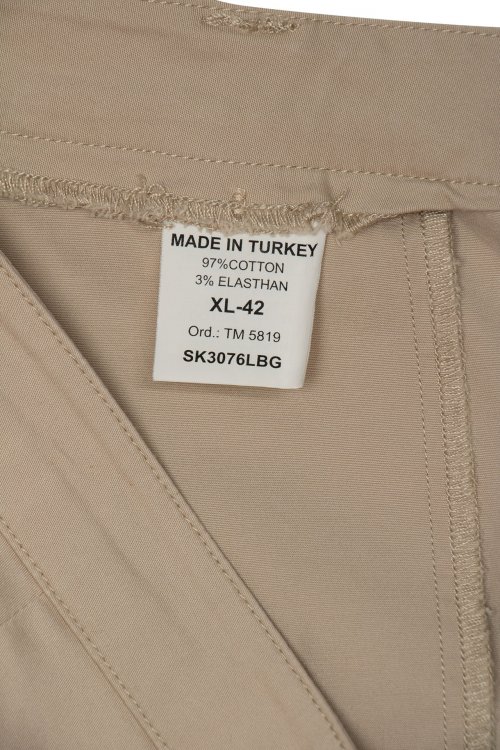 MADE IN TURKEY
97%COTTON
3% ELASTHAN
XL-42
Ord.: TM 5819
SK3076LBG